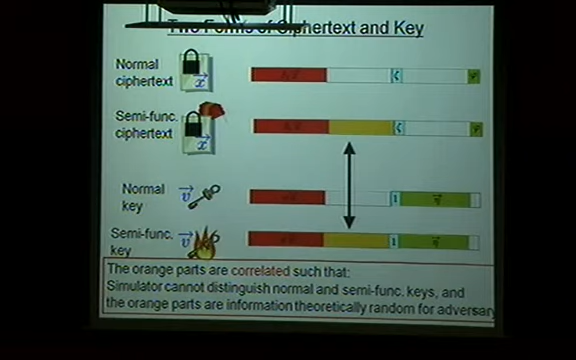 Two Forms of Ciphertext and Key
Normal
ciphertext
x
ζ
Semi-func.
ciphertext
x
ζ
Normal
key
v
1
η
Semi-func.
key
v
1
η
The orange parts are correlated such that:
Simulator cannot distinguish normal and semi-func. keys, and
the orange parts are information theoretically random for adversary